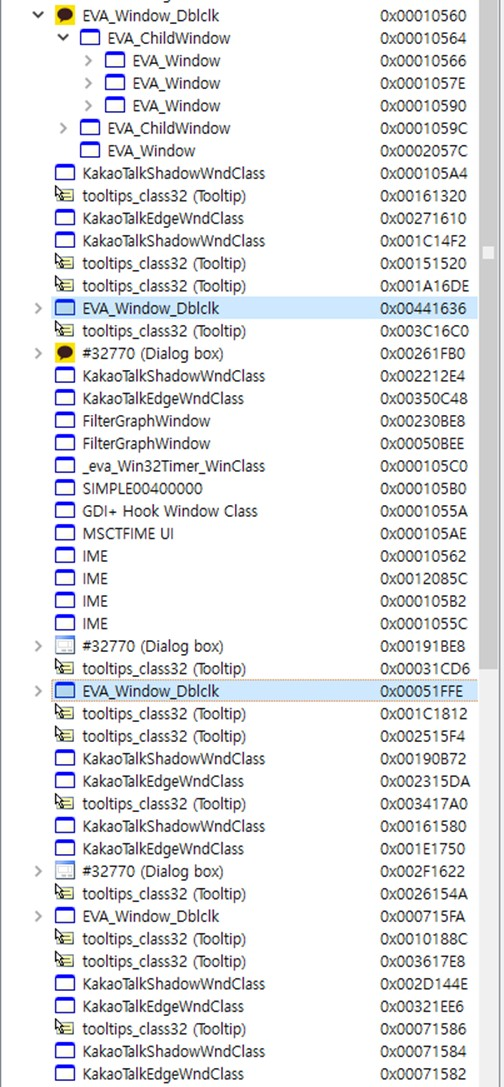 EVA_Window_Dblclk 0x00010560
EVA_ChildWindow 0x00010564
EVA_Window 0x00010566
EVA_Window 0x0001057E
EVA_Window 0x00010590
EVA_ChildWindow 0x0001059C
EVA_Window 0x0002057C
KakaoTalkShadowWndClass 0x000105A4
tooltips_class32 (Tooltip) 0x00161320
KakaoTalkEdgeWndClass 0x00271610
KakaoTalkShadowWndClass 0x001C14F2
tooltips_class32 (Tooltip) 0x00151520
tooltips_class32 (Tooltip) 0x001A16DE
EVA_Window_Dblclk 0x00441636
tooltips_class32 (Tooltip) 0x003C16C0
#32770 (Dialog box) 0x00261FB0
KakaoTalkShadowWndClass 0x002212E4
KakaoTalkEdgeWndClass 0x00350C48
FilterGraphWindow 0x00230BE8
FilterGraphWindow 0x00050BEE
_eva_Win32Timer_WinClass 0x000105C0
SIMPLE00400000 0x000105B0
GDI+ Hook Window Class 0x0001055A
MSCTFIME UI 0x000105AE
IME 0x00010562
IME 0x0012085C
IME 0x000105B2
IME 0x0001055C
#32770 (Dialog box) 0x00191BE8
tooltips_class32 (Tooltip) 0x00031CD6
EVA_Window_Dblclk 0x00051FFE
tooltips_class32 (Tooltip) 0x001C1812
tooltips_class32 (Tooltip) 0x002515F4
KakaoTalkShadowWndClass 0x00190B72
KakaoTalkEdgeWndClass 0x002315DA
tooltips_class32 (Tooltip) 0x003417A0
KakaoTalkShadowWndClass 0x00161580
KakaoTalkEdgeWndClass 0x001E1750
#32770 (Dialog box) 0x002F1622
tooltips_class32 (Tooltip) 0x0026154A
EVA_Window_Dblclk 0x000715FA
tooltips_class32 (Tooltip) 0x0010188C
tooltips_class32 (Tooltip) 0x003617E8
KakaoTalkShadowWndClass 0x002D144E
KakaoTalkEdgeWndClass 0x00321EE6
tooltips_class32 (Tooltip) 0x00071586
KakaoTalkShadowWndClass 0x00071584
KakaoTalkEdgeWndClass 0x00071582